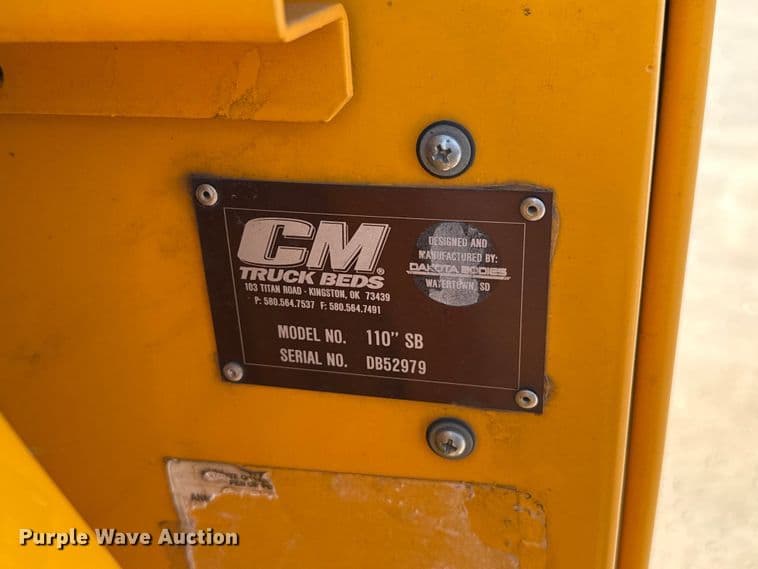 CM®
TRUCK BEDS
103 TITAN ROAD - KINGSTON, OK 73439
P: 580.564.7537 F: 580.564.7491
DESIGNED AND
MANUFACTURED BY:
DAKOTA BODIES
WATERTOWN, SD
MODEL NO. 110" SB
SERIAL NO. DB52979
Purple Wave Auction